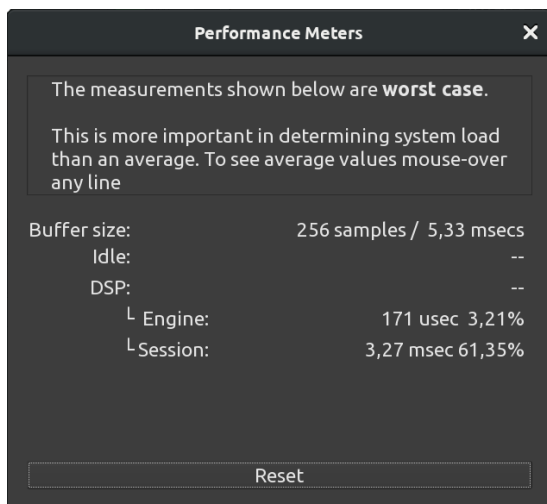 Performance Meters
The measurements shown below are worst case.
This is more important in determining system load
than an average. To see average values mouse-over
any line
Buffer size: 256 samples / 5,33 msecs
Idle: --
DSP: --
└ Engine: 171 usec 3,21%
└ Session: 3,27 msec 61,35%
Reset